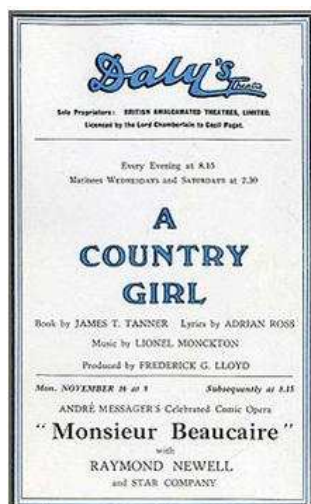 Daly's Theatre
Sole Proprietors: BRITISH AMALGAMATED THEATRES, LIMITED.
Licenced by the Lord Chamberlain to Cecil Paget.
Every Evening at 8.15
Matinees WEDNESDAYS and SATURDAYS at 2.30
A
COUNTRY
GIRL
Book by JAMES T. TANNER Lyrics by ADRIAN ROSS
Music by LIONEL MONCKTON
Produced by FREDERICK G. LLOYD
Mon. NOVEMBER at 8 Subsequently at 8.15
ANDRÉ MESSAGER'S Celebrated Comic Opera
"Monsieur Beaucaire"
with
RAYMOND NEWELL
and STAR COMPANY